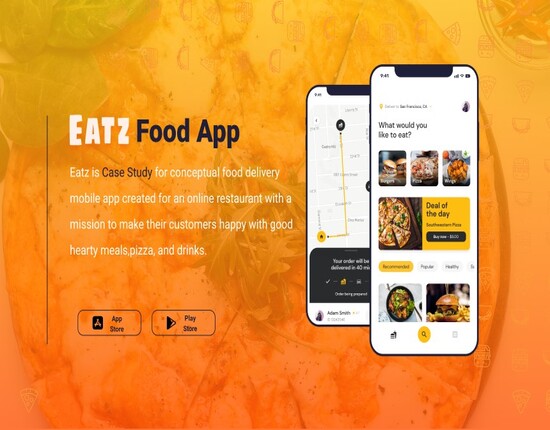 EATZ Food App
Eatz is Case Study for conceptual food delivery
mobile app created for an online restaurant with a
mission to make their customers happy with good
hearty meals,pizza, and drinks.
App
Store
Play
Store
9:41
Your order will be
delivered in 40 min
Order being prepared
Adam Smith
9:41
San Francisco, CA
What would you
like to eat?
Burgers
Pizza
Wings
Deal of
the day
Southwestern Pizza
Buy now - $4.00
Recommended
Popular
Healthy